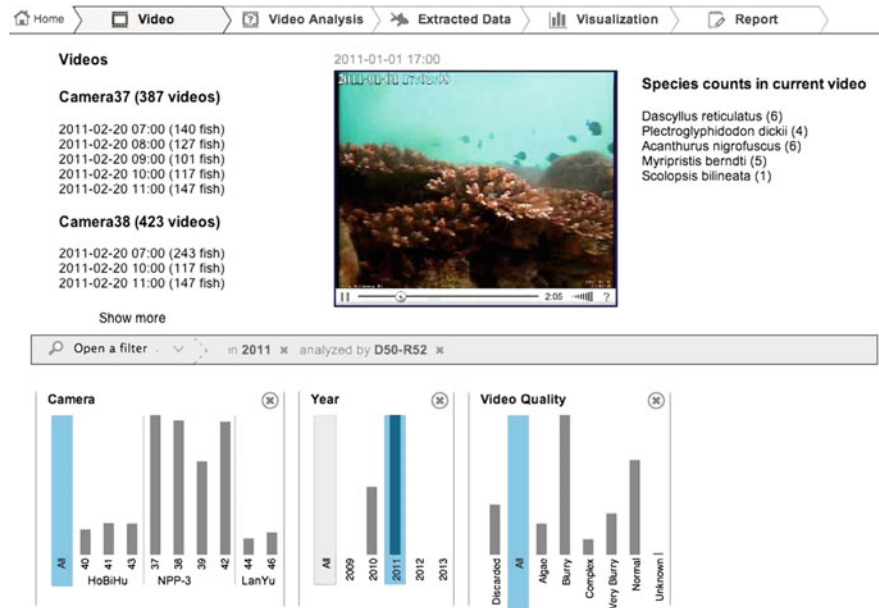 Home Video Video Analysis Extracted Data Visualization Report
Videos
Camera37 (387 videos)
2011-02-20 07:00 (140 fish)
2011-02-20 08:00 (127 fish)
2011-02-20 09:00 (101 fish)
2011-02-20 10:00 (117 fish)
2011-02-20 11:00 (147 fish)
Camera38 (423 videos)
2011-02-20 07:00 (243 fish)
2011-02-20 10:00 (117 fish)
2011-02-20 11:00 (147 fish)
Show more
2011-01-01 17:00
2011-01-01 17:02:08
2:05 ?
Species counts in current video
Dascyllus reticulatus (6)
Plectroglyphidodon dickii (4)
Acanthurus nigrofuscus (6)
Myripristis berndti (5)
Scolopsis bilineata (1)
Open a filter in 2011 analyzed by D50-R52
Camera
All 40 41 43 37 38 39 42 44 46
HoBiHu NPP-3 LanYu
Year
All 2009 2010 2011 2012 2013
Video Quality
Discarded All Algae Blurry Complex Very Blurry Normal Unknown